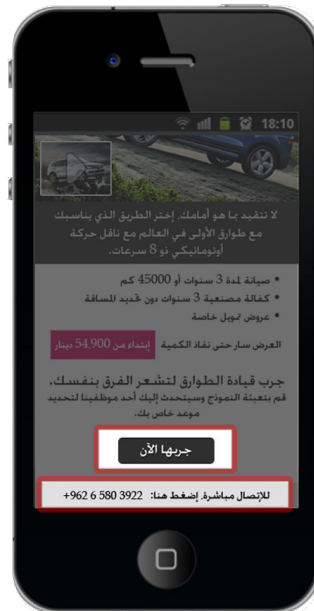 18:10
لا تتقيد بما هو أمامك. إختر الطريق الذي يناسبك
مع طوارق الأولى في العالم مع ناقل حركة
أوتوماتيكي ذو 8 سرعات.
• صيانة لمدة 3 سنوات أو 45000 كم
• كفالة مصنعية 3 سنوات دون تحديد المسافة
• عروض تمويل خاصة
العرض سار حتى نفاذ الكمية إبتداء من 54,900 دينار
جرب قيادة الطوارق لتشعر الفرق بنفسك.
قم بتعبئة النموذج وسيتحدث إليك أحد موظفينا لتحديد
موعد خاص بك.
جربها الآن
للإتصال مباشرة, إضغط هنا: 3922 580 6 962+